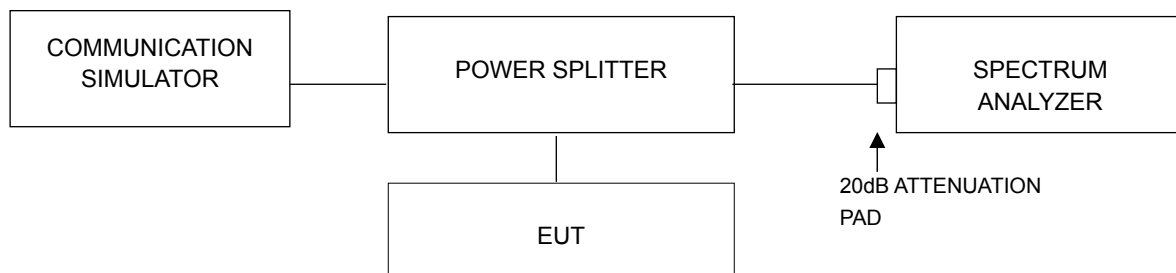 COMMUNICATION
SIMULATOR
POWER SPLITTER
SPECTRUM
ANALYZER
20dB ATTENUATION
PAD
EUT